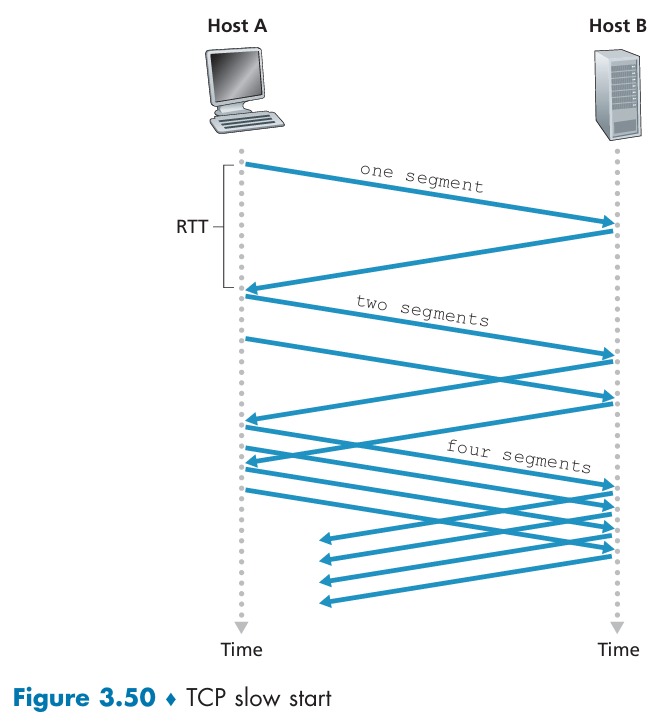 Host A
Host B
one segment
RTT
two segments
four segments
Time
Time
Figure 3.50 ♦ TCP slow start